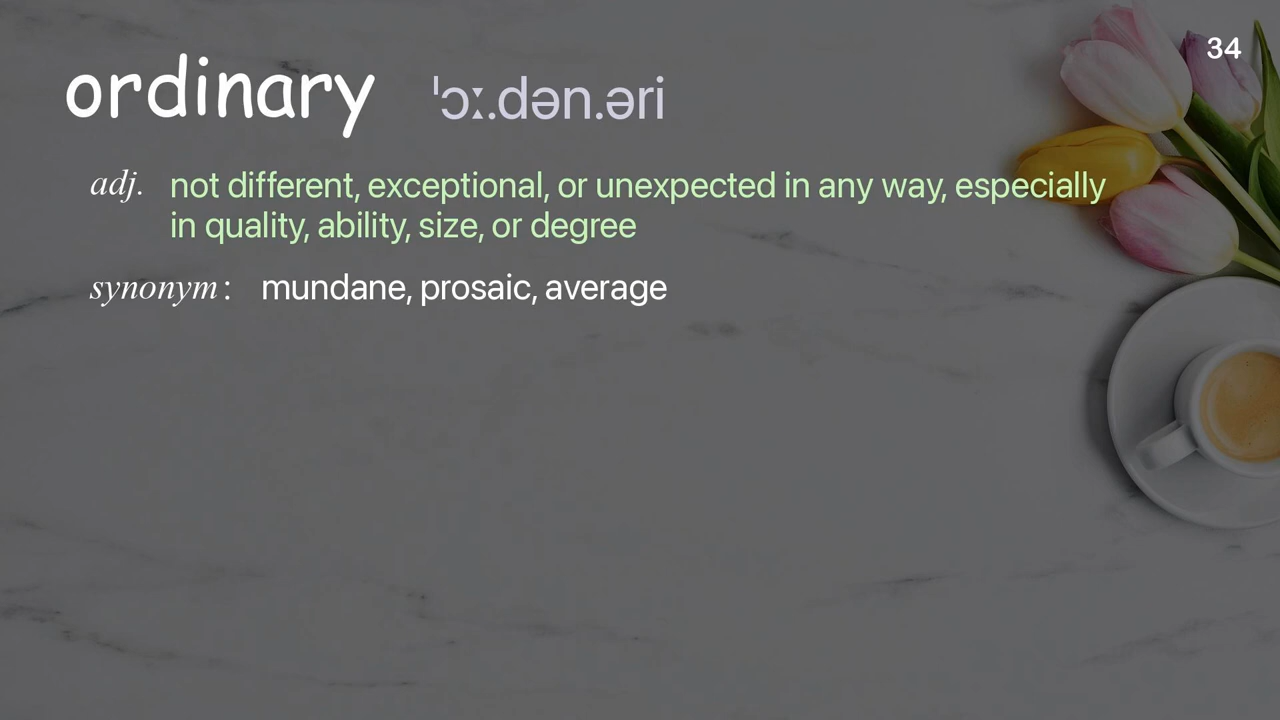 34
ordinary ˈɔː.dən.əri
adj. not different, exceptional, or unexpected in any way, especially
in quality, ability, size, or degree
synonym: mundane, prosaic, average